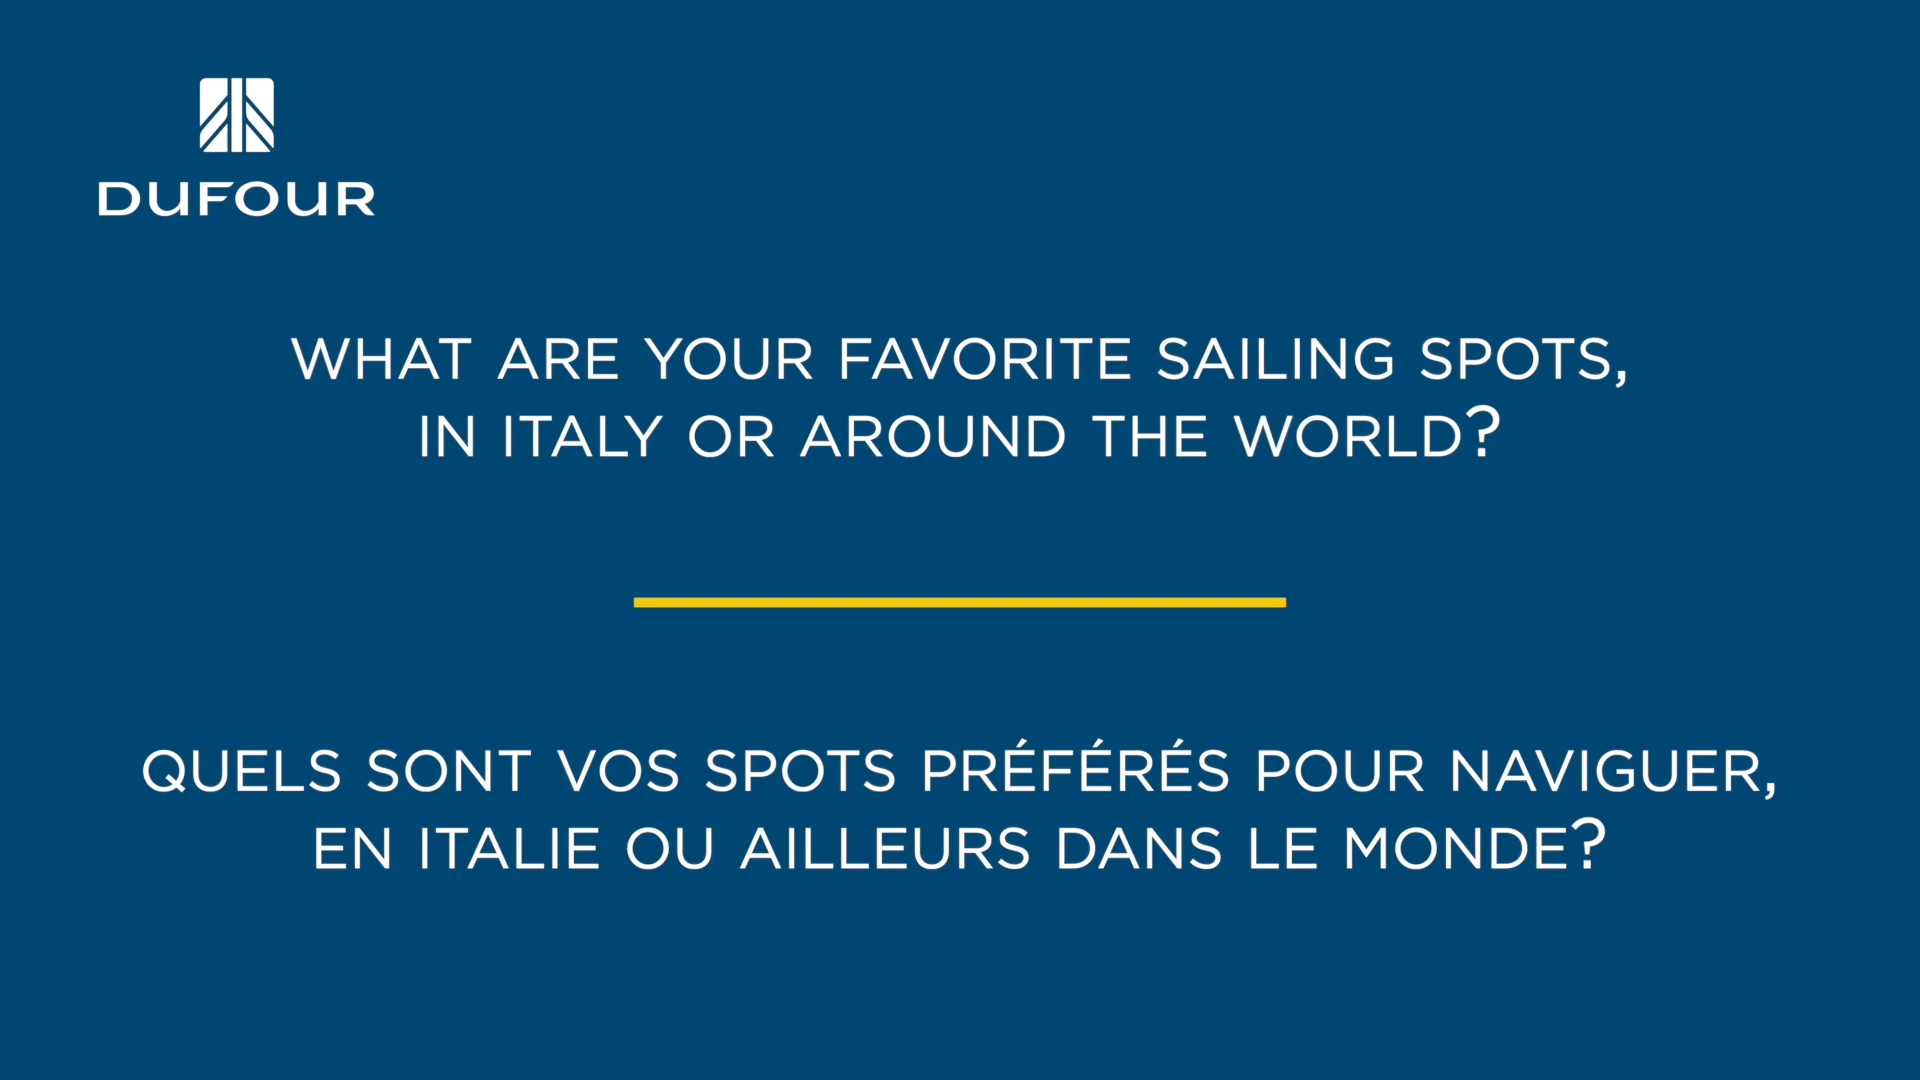 DUFOUR
WHAT ARE YOUR FAVORITE SAILING SPOTS,
IN ITALY OR AROUND THE WORLD?
QUELS SONT VOS SPOTS PRÉFÉRÉS POUR NAVIGUER,
EN ITALIE OU AILLEURS DANS LE MONDE?